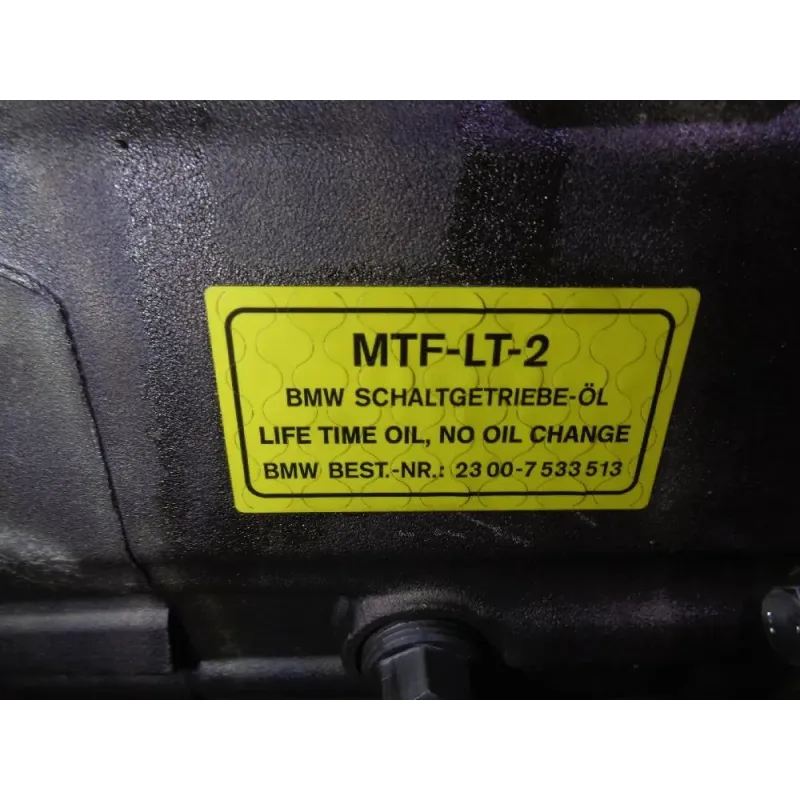 MTF-LT-2
BMW SCHALTGETRIEBE-ÖL
LIFE TIME OIL, NO OIL CHANGE
BMW BEST.-NR.: 23 00-7 533 513